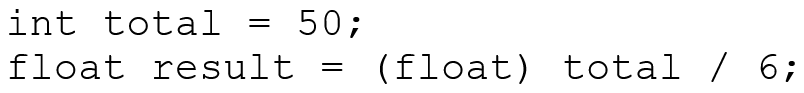 int total = 50;
float result = (float) total / 6;